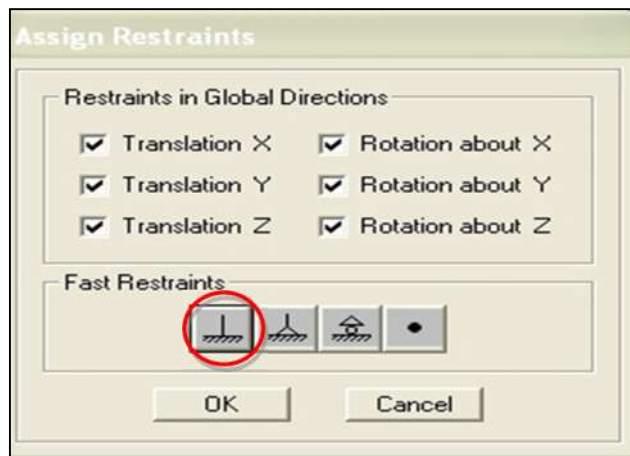 Assign Restraints
Restraints in Global Directions
Translation X Rotation about X
Translation Y Rotation about Y
Translation Z Rotation about Z
Fast Restraints
OK Cancel